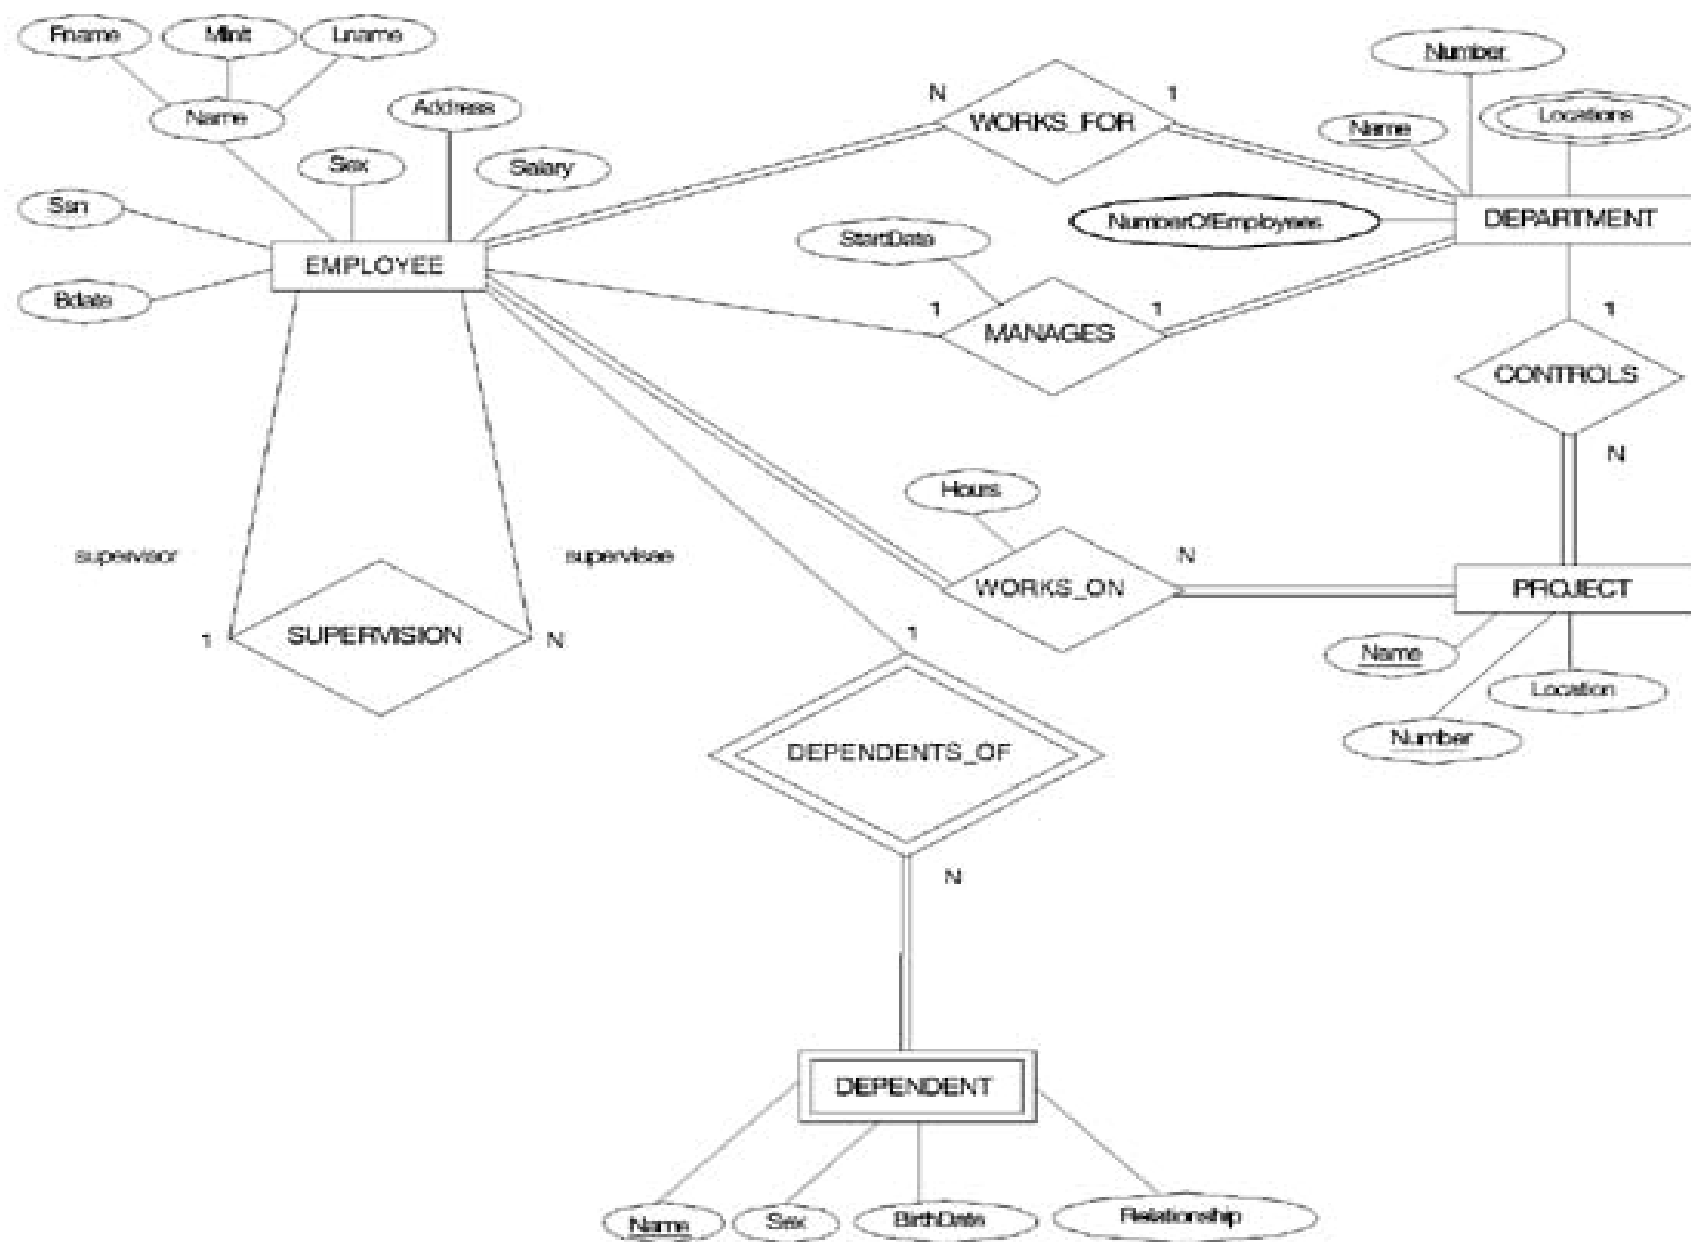 Fname
Minit
Lname
Name
Address
Sex
Salary
Ssn
Bdate
EMPLOYEE
N
WORKS_FOR
1
Number
Name
Locations
NumberOfEmployees
DEPARTMENT
StartDate
1
MANAGES
1
1
CONTROLS
N
supervisor
supervisee
1
SUPERVISION
N
Hours
WORKS_ON
N
PROJECT
Name
Location
Number
1
DEPENDENTS_OF
N
DEPENDENT
Name
Sex
BirthDate
Relationship